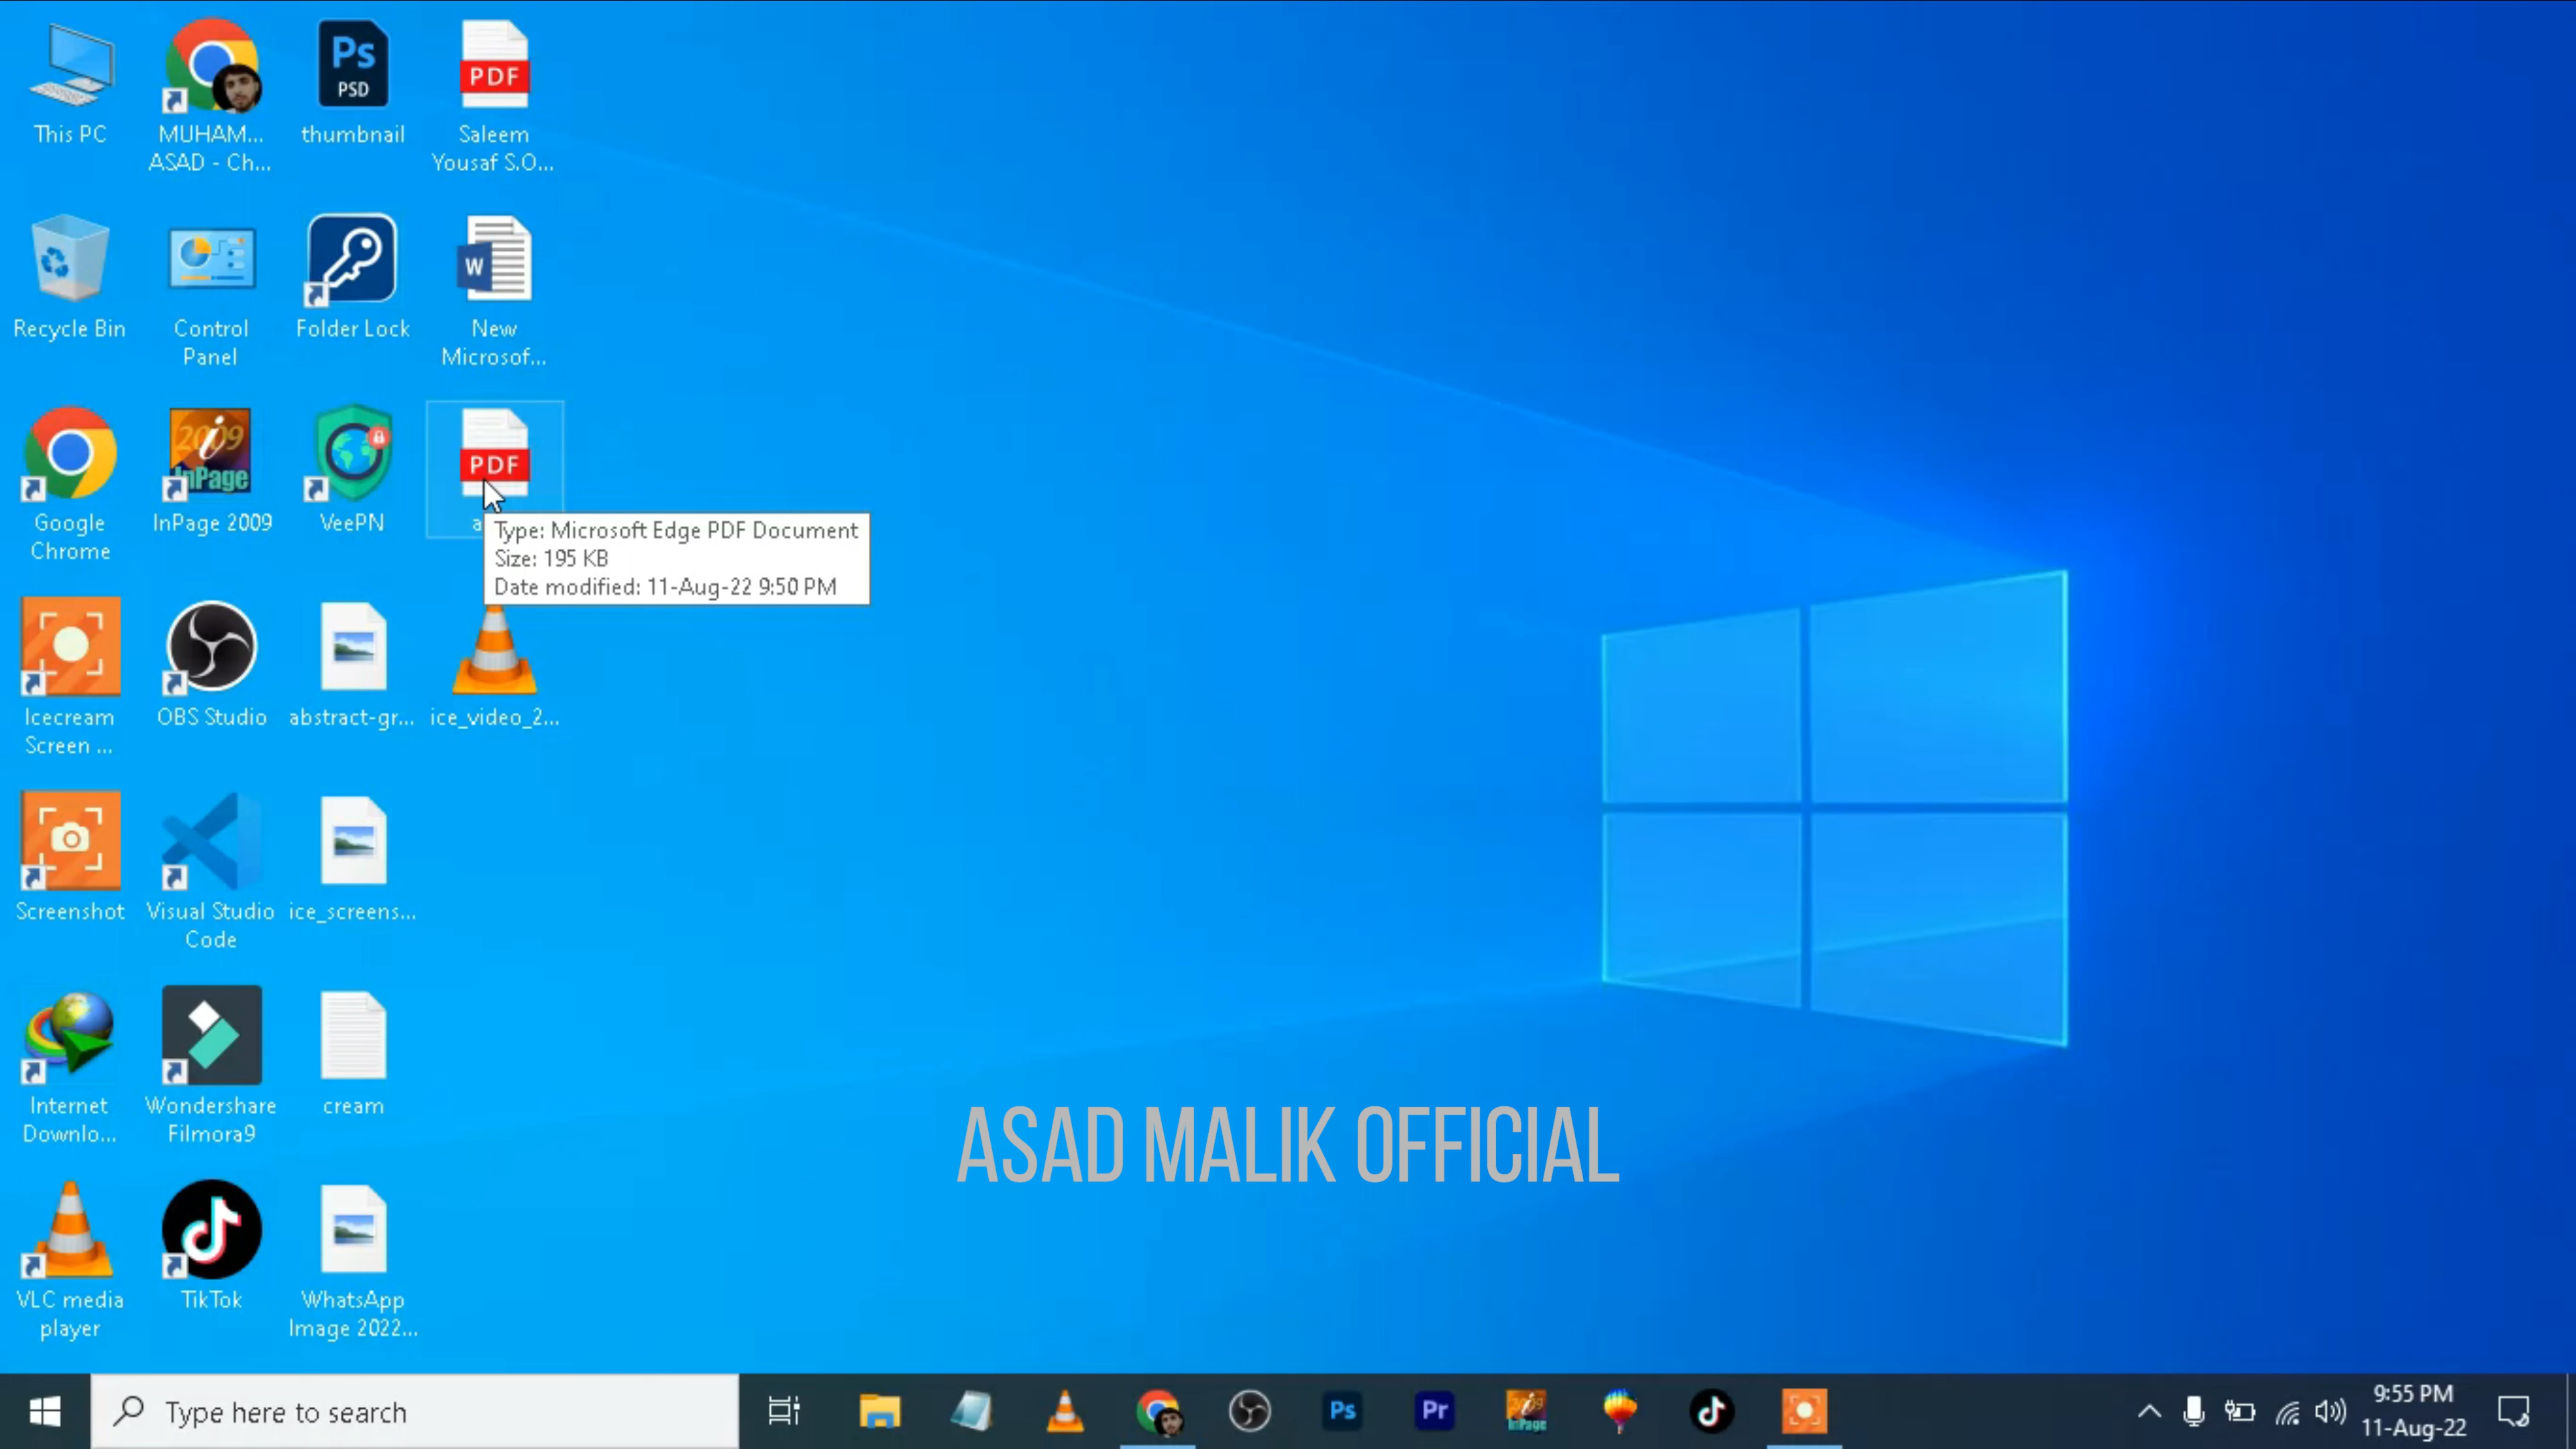 This PC
MUHAM...
ASAD - Ch...
Ps
PSD
thumbnail
PDF
Saleem
Yousaf S.O...
Recycle Bin
Control
Panel
Folder Lock
W
New
Microsof...
Google
Chrome
2009
InPage
InPage 2009
VeePN
PDF
a
Type: Microsoft Edge PDF Document
Size: 195 KB
Date modified: 11-Aug-22 9:50 PM
Icecream
Screen ...
OBS Studio
abstract-gr...
ice_video_2...
Screenshot
Visual Studio
Code
ice_screens...
Internet
Downlo...
Wondershare
Filmora9
cream
ASAD MALIK OFFICIAL
VLC media
player
TikTok
WhatsApp
Image 2022...
Type here to search
Ps
Pr
InPage
9:55 PM
11-Aug-22